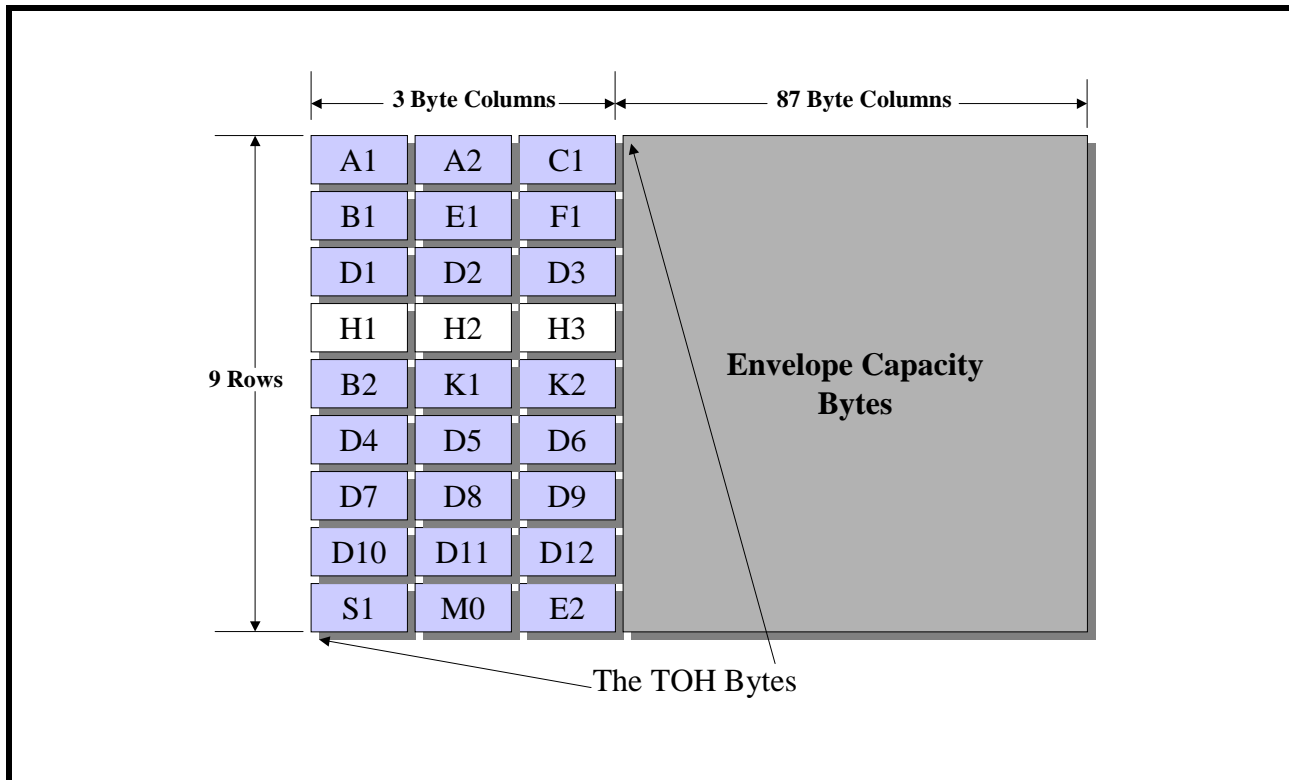 3 Byte Columns 87 Byte Columns
A1 A2 C1
B1 E1 F1
D1 D2 D3
H1 H2 H3
9 Rows
B2 K1 K2
D4 D5 D6
D7 D8 D9
D10 D11 D12
S1 M0 E2
Envelope Capacity
Bytes
The TOH Bytes